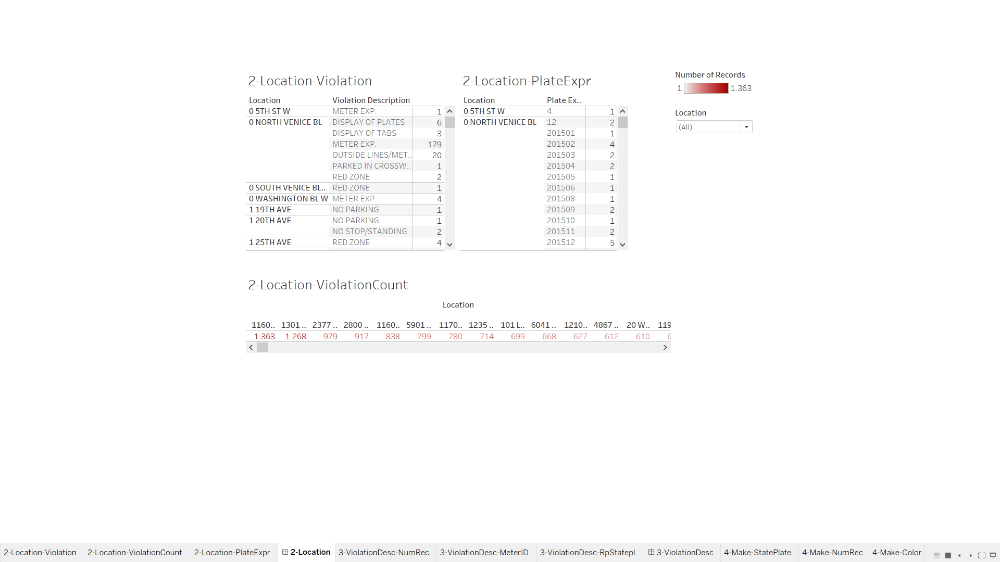 2-Location-Violation
Location Violation Description
0 5TH ST W METER EXP. 1
0 NORTH VENICE BL DISPLAY OF PLATES 6
DISPLAY OF TABS 3
METER EXP. 179
OUTSIDE LINES/MET.. 20
PARKED IN CROSSW.. 1
RED ZONE 2
0 SOUTH VENICE BL.. RED ZONE 1
0 WASHINGTON BL W METER EXP. 4
1 19TH AVE NO PARKING 1
1 20TH AVE NO PARKING 1
NO STOP/STANDING 2
1 25TH AVE RED ZONE 4
2-Location-PlateExpr
Location Plate Ex..
0 5TH ST W 4 1
0 NORTH VENICE BL 12 2
201501 1
201502 4
201503 2
201504 2
201505 1
201506 1
201508 1
201509 2
201510 1
201511 2
201512 5
Number of Records
1 1.363
Location
(All)
2-Location-ViolationCount
Location
1160.. 1301 .. 2377 .. 2800 .. 1160.. 5901 .. 1170.. 1235 .. 101 L.. 6041 .. 1210.. 4867 .. 20 W.. 119
1.363 1.268 979 917 838 799 780 714 699 668 627 612 610 6
2-Location-Violation 2-Location-ViolationCount 2-Location-PlateExpr 2-Location 3-ViolationDesc-NumRec 3-ViolationDesc-MeterID 3-ViolationDesc-RpStatepl 3-ViolationDesc 4-Make-StatePlate 4-Make-NumRec 4-Make-Color